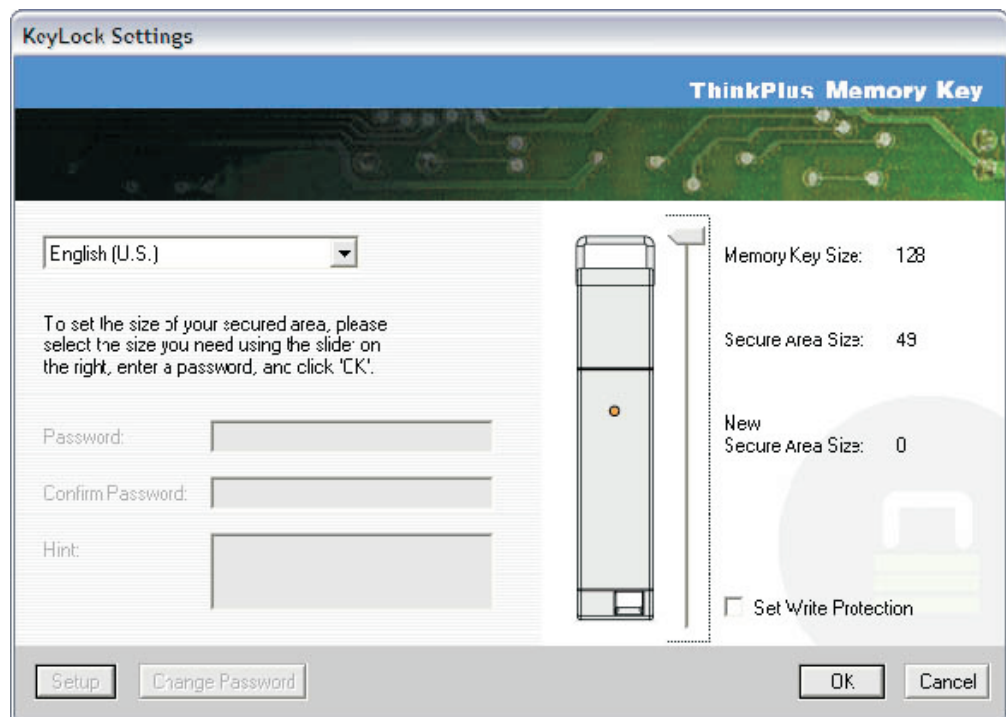 KeyLock Settings
ThinkPlus Memory Key
English (U.S.)
To set the size of your secured area, please
select the size you need using the slider on
the right, enter a password, and click 'OK'.
Password:
Confirm Password:
Hint:
Memory Key Size: 128
Secure Area Size: 49
New
Secure Area Size: 0
Set Write Protection
Setup
Change Password
OK
Cancel